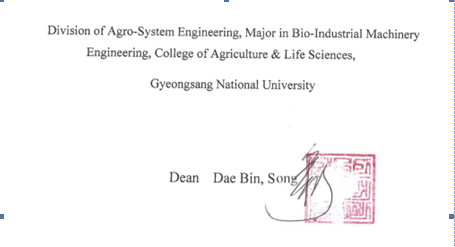 Division of Agro-System Engineering, Major in Bio-Industrial Machinery
Engineering, College of Agriculture & Life Sciences,
Gyeongsang National University
Dean Dae Bin, Song